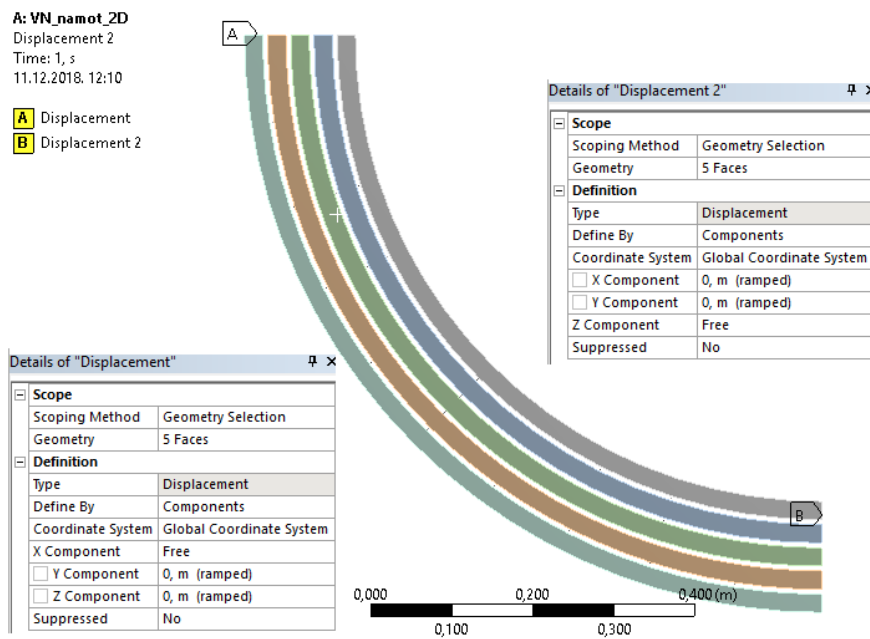 A: VN_namot_2D
Displacement 2
Time: 1, s
11.12.2018. 12:10
A Displacement
B Displacement 2
A
Details of "Displacement 2"
Scope
Scoping Method Geometry Selection
Geometry 5 Faces
Definition
Type Displacement
Define By Components
Coordinate System Global Coordinate System
X Component 0, m (ramped)
Y Component 0, m (ramped)
Z Component Free
Suppressed No
Details of "Displacement"
Scope
Scoping Method Geometry Selection
Geometry 5 Faces
Definition
Type Displacement
Define By Components
Coordinate System Global Coordinate System
X Component Free
Y Component 0, m (ramped)
Z Component 0, m (ramped)
Suppressed No
B
0,000 0,200 0,400 (m)
0,100 0,300